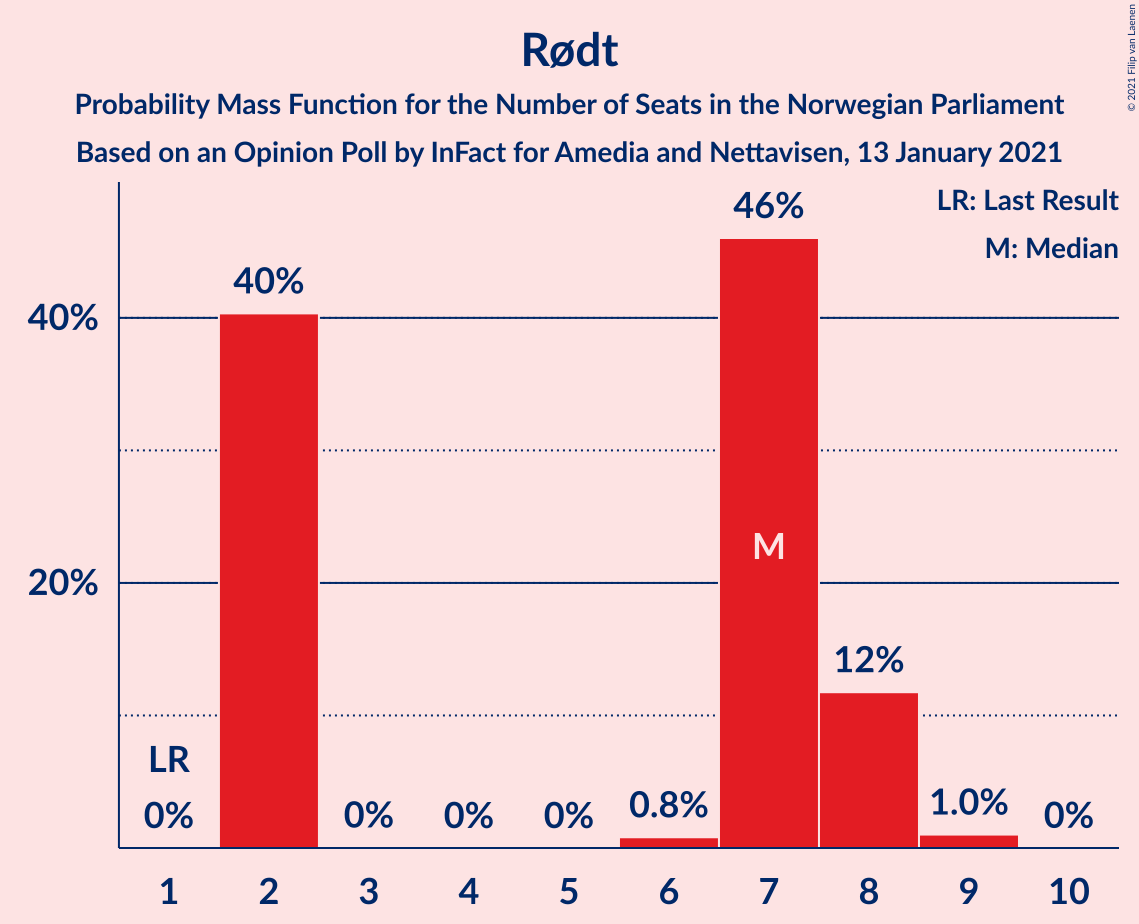 Rødt
Probability Mass Function for the Number of Seats in the Norwegian Parliament
Based on an Opinion Poll by InFact for Amedia and Nettavisen, 13 January 2021
© 2021 Filip van Laenen
LR: Last Result
M: Median
46%
40%
40%
M
20%
12%
LR
0%
0%
0%
0%
0.8%
1.0%
0%
1 2 3 4 5 6 7 8 9 10